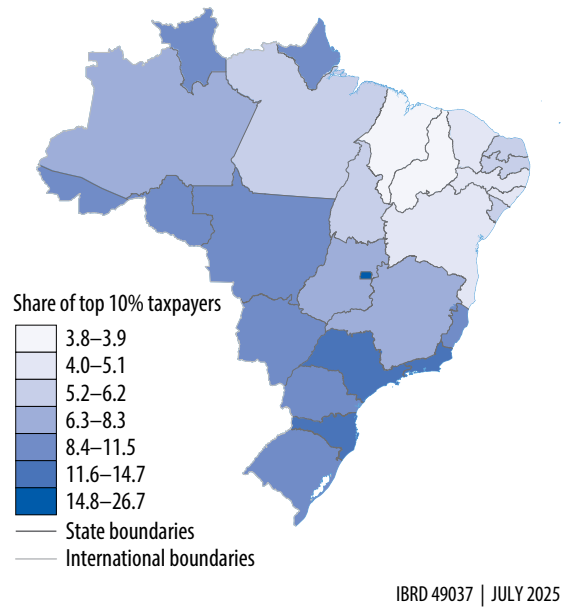 Share of top 10% taxpayers
3.8–3.9
4.0–5.1
5.2–6.2
6.3–8.3
8.4–11.5
11.6–14.7
14.8–26.7
State boundaries
International boundaries
IBRD 49037 | JULY 2025